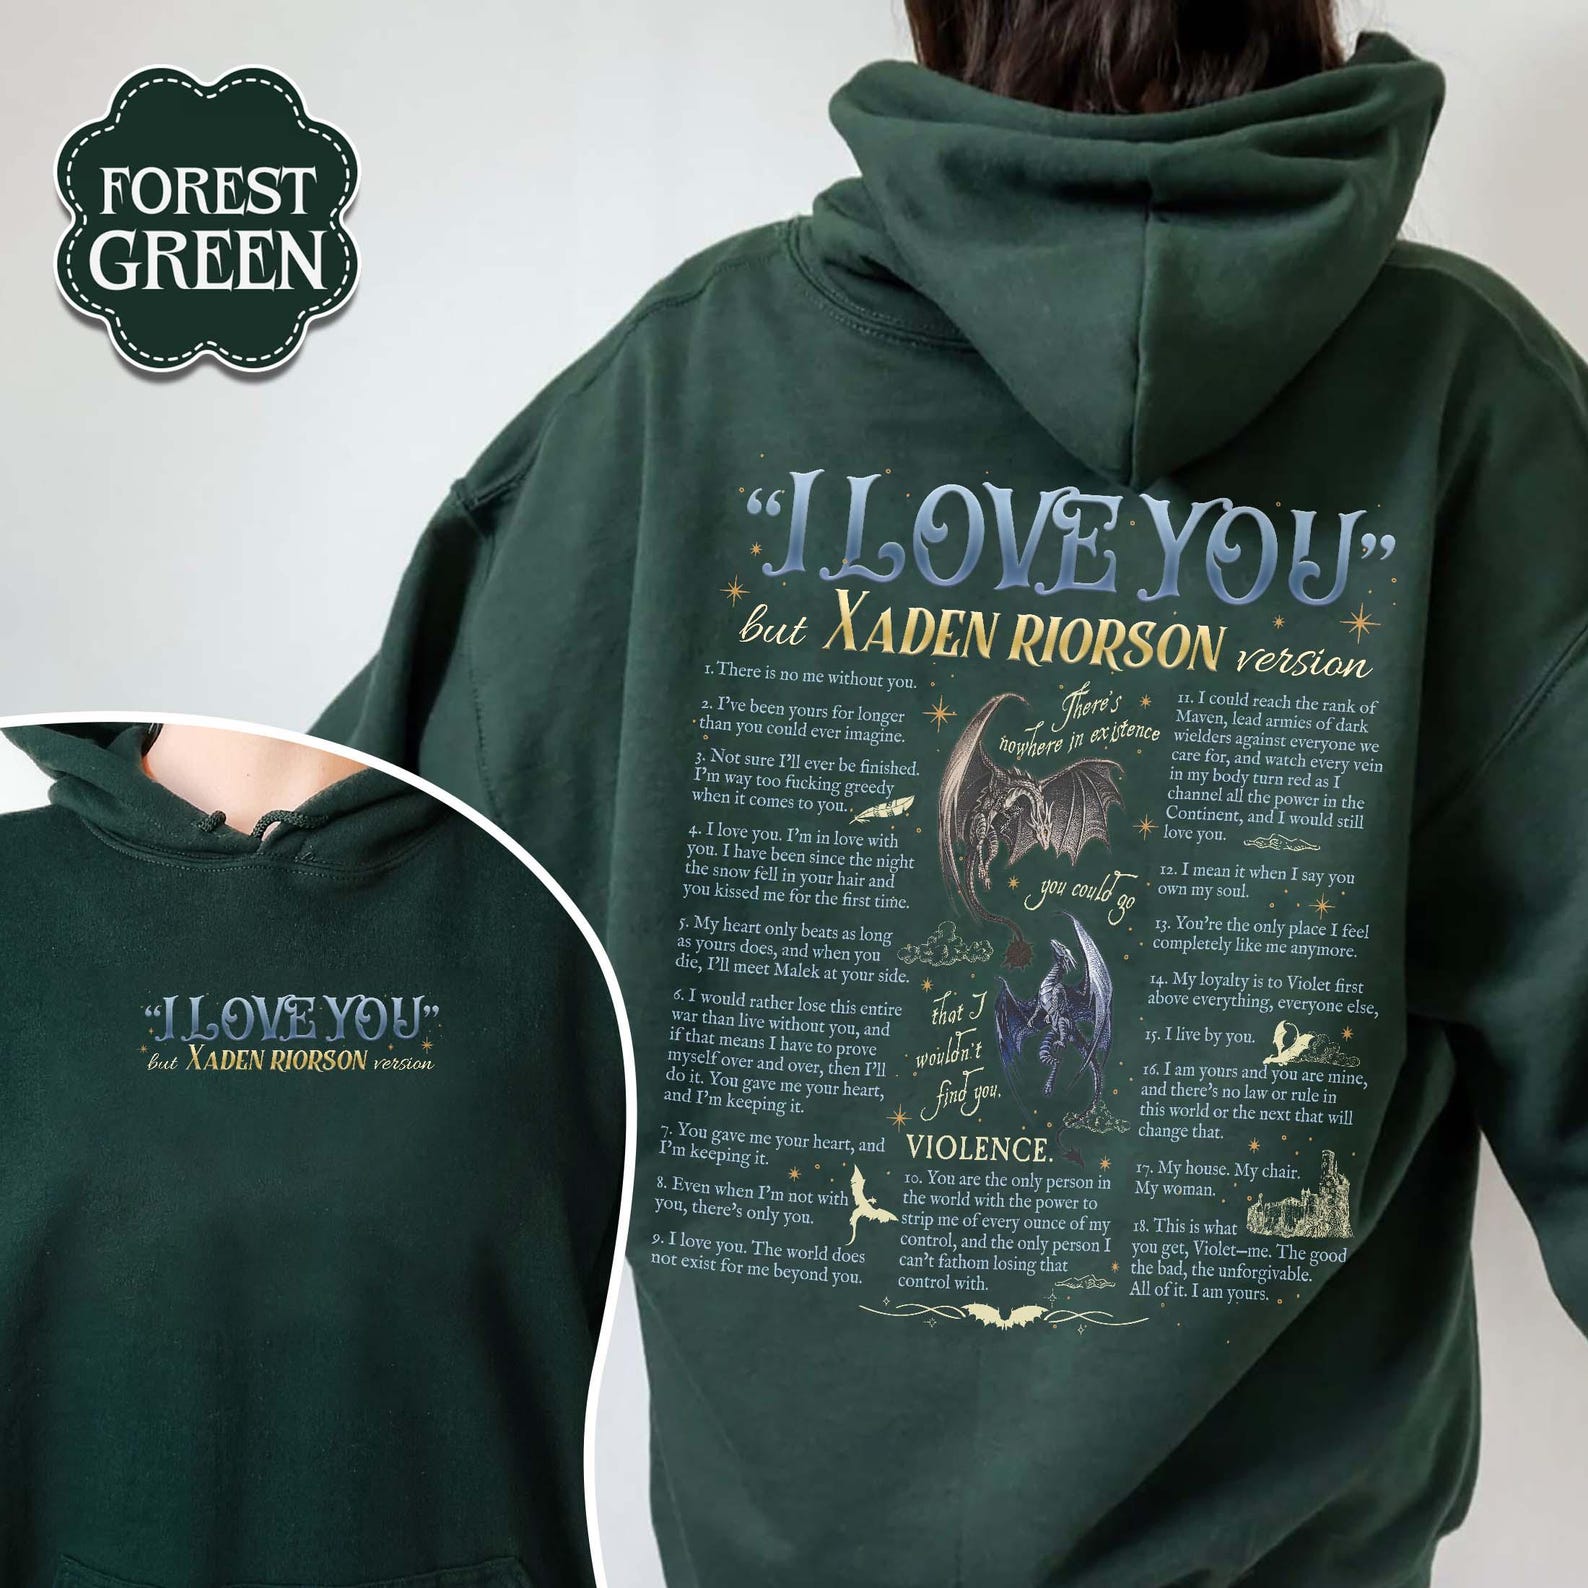 FOREST
GREEN
“I LOVE YOU”
but XADEN RIORSON version
1. There is no me without you.
2. I've been yours for longer
than you could ever imagine.
3. Not sure I'll ever be finished.
I'm way too fucking greedy
when it comes to you.
4. I love you. I'm in love with
you. I have been since the night
the snow fell in your hair and
you kissed me for the first time.
5. My heart only beats as long
as yours does, and when you
die, I'll meet Malek at your side.
6. I would rather lose this entire
war than live without you, and
if that means I have to prove
myself over and over, then I'll
do it. You gave me your heart,
and I'm keeping it.
7. You gave me your heart, and
I'm keeping it.
8. Even when I'm not with
you, there's only you.
9. I love you. The world does
not exist for me beyond you.
There's
nowhere in existence
you could go
that I
wouldn't
find you.
VIOLENCE.
10. You are the only person in
the world with the power to
strip me of every ounce of my
control, and the only person I
can't fathom losing that
control with.
11. I could reach the rank of
Maven, lead armies of dark
wielders against everyone we
care for, and watch every vein
in my body turn red as I
channel all the power in the
Continent, and I would still
love you.
12. I mean it when I say you
own my soul.
13. You're the only place I feel
completely like me anymore.
14. My loyalty is to Violet first
above everything, everyone else,
15. I live by you.
16. I am yours and you are mine,
and there's no law or rule in
this world or the next that will
change that.
17. My house. My chair.
My woman.
18. This is what
you get, Violet—me. The good
the bad, the unforgivable.
All of it. I am yours.
“I LOVE YOU”
but XADEN RIORSON version